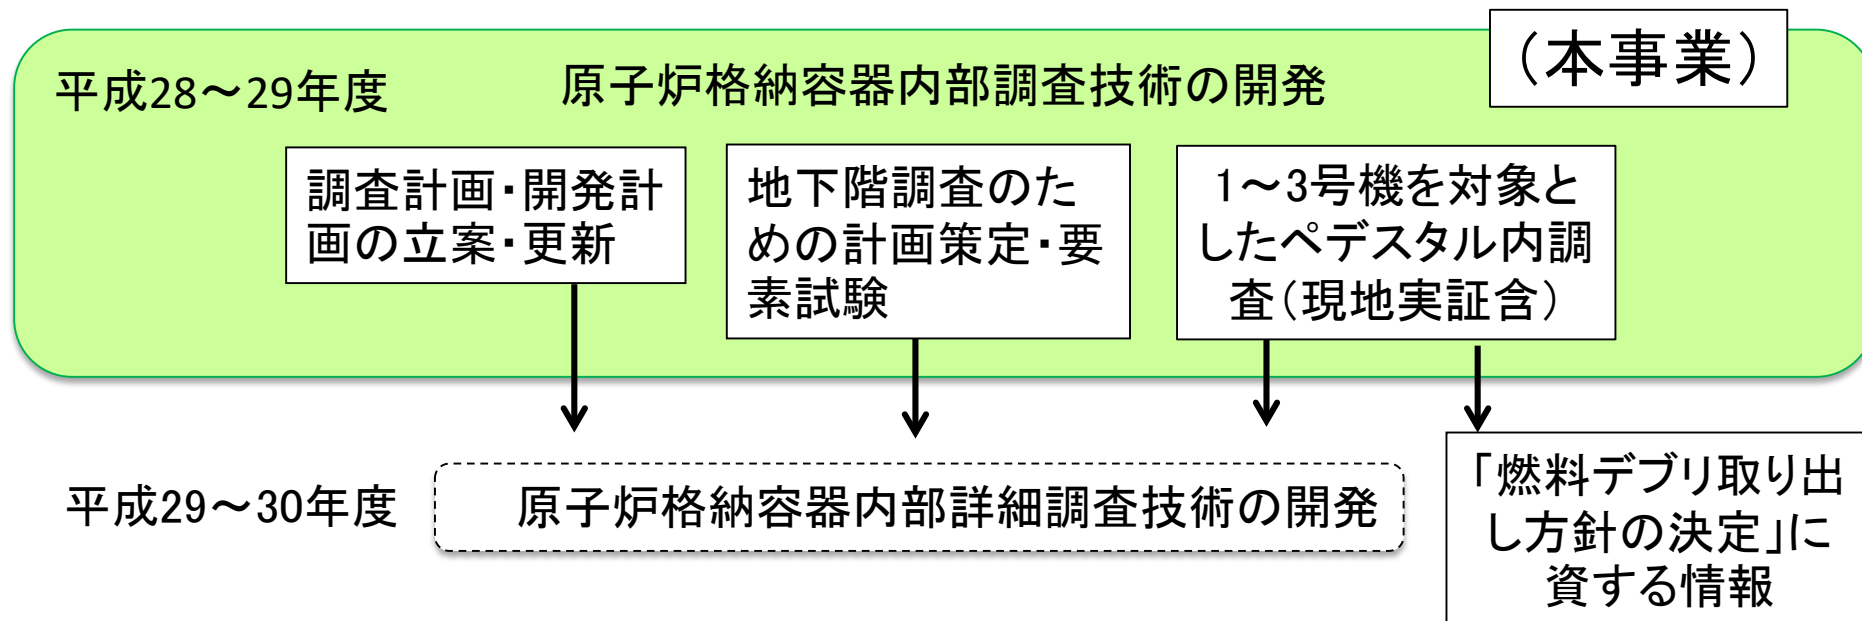 (本事業)
平成28～29年度
原子炉格納容器内部調査技術の開発
調査計画・開発計
画の立案・更新
地下階調査のた
めの計画策定・要
素試験
1～3号機を対象と
したペデスタル内調
査(現地実証含)
平成29～30年度
原子炉格納容器内部詳細調査技術の開発
「燃料デブリ取り出
し方針の決定」に
資する情報